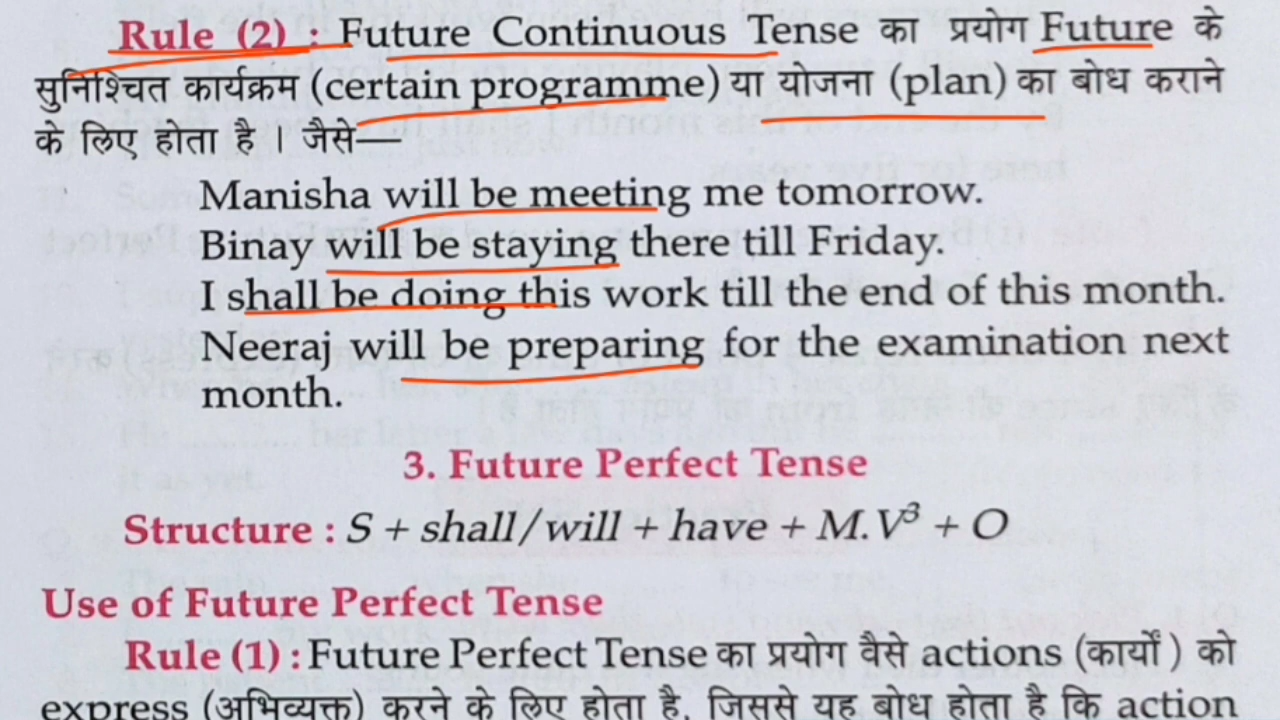 Rule (2) : Future Continuous Tense का प्रयोग Future के
सुनिश्चित कार्यक्रम (certain programme) या योजना (plan) का बोध कराने
के लिए होता है । जैसे—
Manisha will be meeting me tomorrow.
Binay will be staying there till Friday.
I shall be doing this work till the end of this month.
Neeraj will be preparing for the examination next
month.
3. Future Perfect Tense
Structure : S + shall/will + have + M.V³ + O
Use of Future Perfect Tense
Rule (1) : Future Perfect Tense का प्रयोग वैसे actions (कार्यों ) को
express (अभिव्यक्त) करने के लिए होता है, जिससे यह बोध होता है कि action